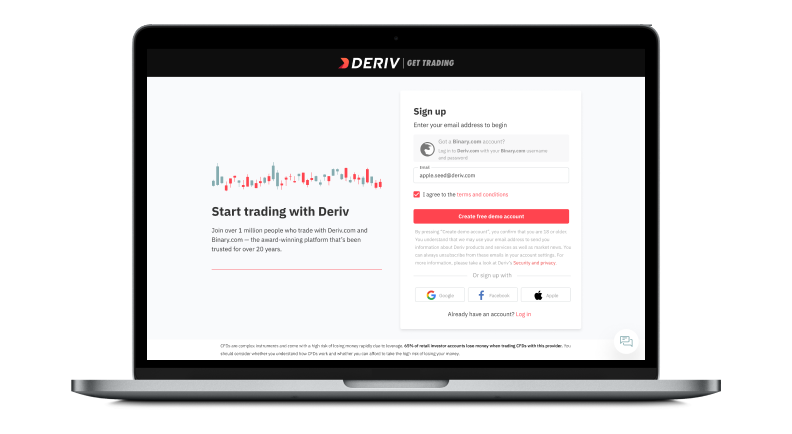 DERIV | GET TRADING
Sign up
Enter your email address to begin
Get a Binary.com account?
Log in to Deriv.com with your Binary.com username
and password!
Email
apple.seed@deriv.com
I agree to the terms and conditions
Create free demo account
By pressing "Create demo account", you confirm that you are 18 or older.
You understand that we may use your email address to send you
information about Deriv products and services as well as market news. You
can always unsubscribe from these emails in your account settings. For
more information, please take a look at Deriv's Security and privacy.
Or sign up with
Google
Facebook
Apple
Already have an account? Log in
Start trading with Deriv
Join over 1 million people who trade with Deriv.com and
Binary.com — the award-winning platform that's been
trusted for over 20 years.
CFDs are complex instruments and come with a high risk of losing money rapidly due to leverage. 65% of retail investor accounts lose money when trading CFDs with this provider. You
should consider whether you understand how CFDs work and whether you can afford to take the high risk of losing your money.